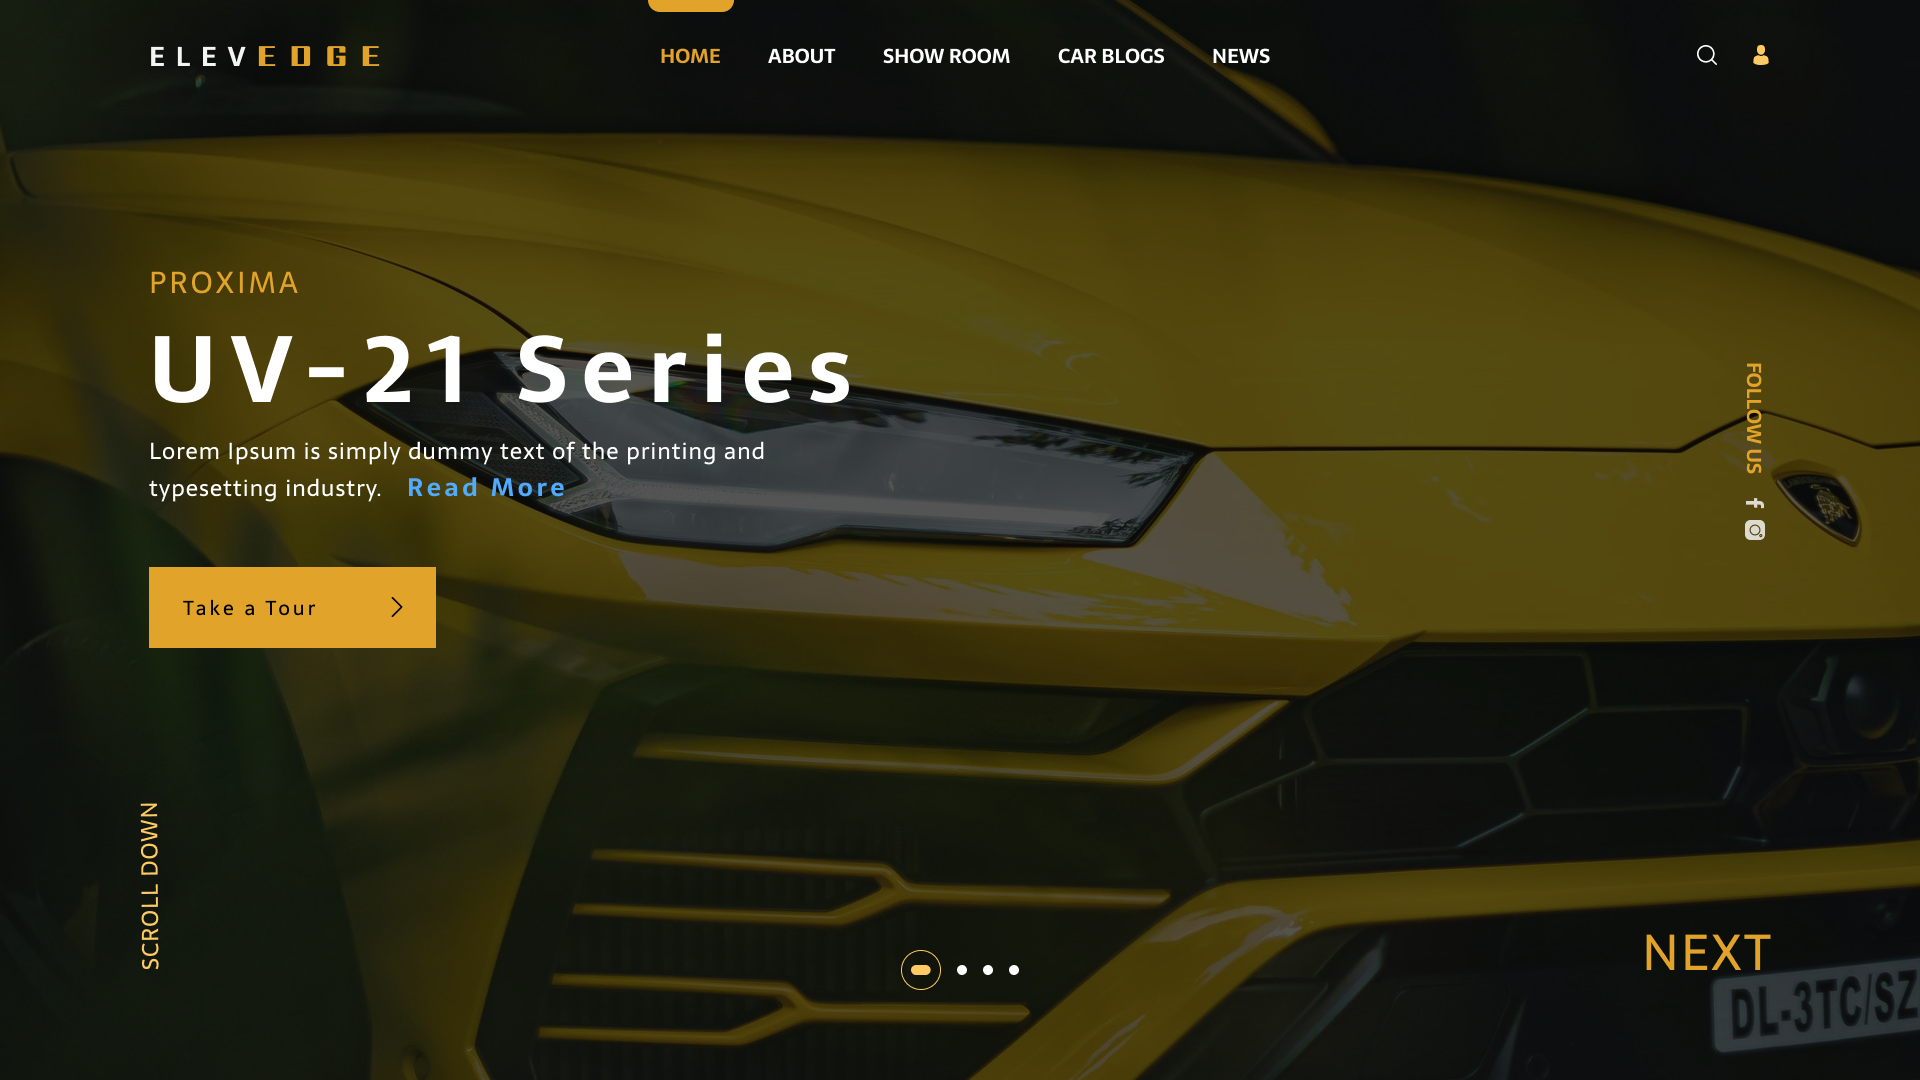 ELEVEDGE
HOME ABOUT SHOW ROOM CAR BLOGS NEWS
PROXIMA
UV-21 Series
Lorem Ipsum is simply dummy text of the printing and
typesetting industry. Read More
Take a Tour
FOLLOW US
SCROLL DOWN
NEXT
DL-3TC/SZ